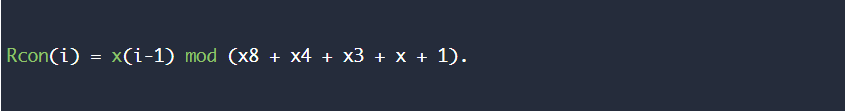 Rcon(i) = x(i-1) mod (x8 + x4 + x3 + x + 1).